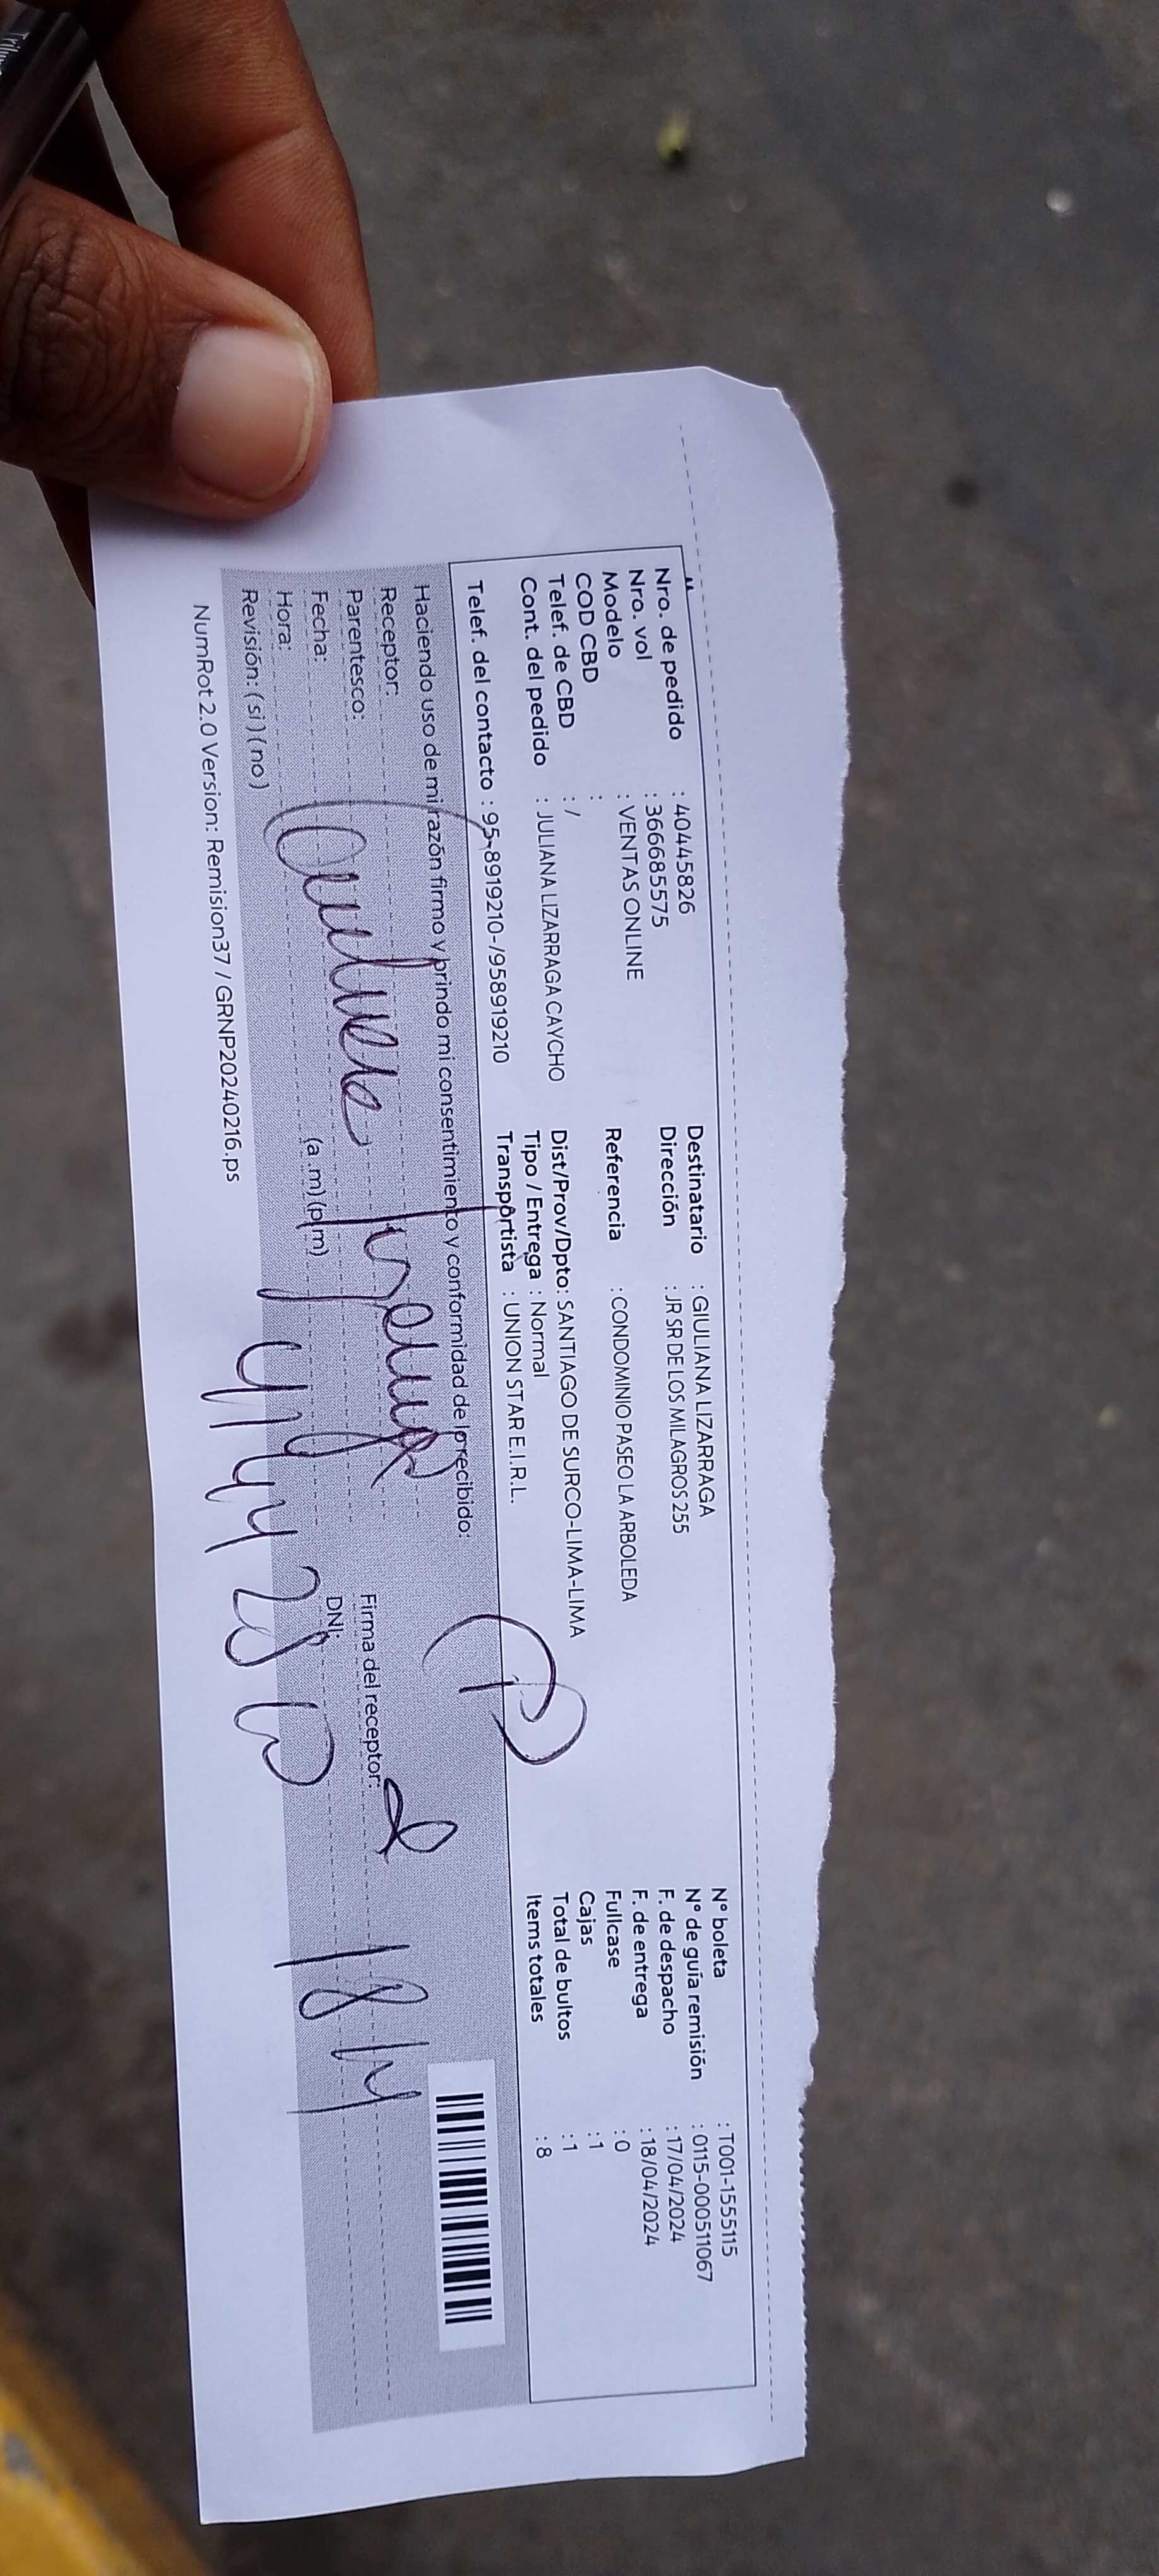 Nro. de pedido : 40445826
Nro. vol : 366685575
Modelo : VENTAS ONLINE
COD CBD :
Telef. de CBD : /
Cont. del pedido : JULIANA LIZARRAGA CAYCHO
Telef. del contacto : 95-8919210-/958919210
Destinatario : GIULIANA LIZARRAGA
Dirección : JR SR DE LOS MILAGROS 255
Referencia : CONDOMINIO PASEO LA ARBOLEDA
Dist/Prov/Dpto: SANTIAGO DE SURCO-LIMA-LIMA
Tipo / Entrega : Normal
Transportista : UNION STAR E.I.R.L.
N° boleta : T001-1555115
N° de guía remisión : 0115-000511067
F. de despacho : 17/04/2024
F. de entrega : 18/04/2024
Fullcase : 0
Cajas : 1
Total de bultos : 1
Items totales : 8
Haciendo uso de mi razón firmo y brindo mi consentimiento y conformidad de lo recibido:
Receptor:
Parentesco:
Fecha:
Hora: (a .m) (p m)
Revisión: ( si ) ( no )
Firma del receptor:
DNI:
18 14
NumRot 2.0 Version: Remision37 / GRNP20240216.ps